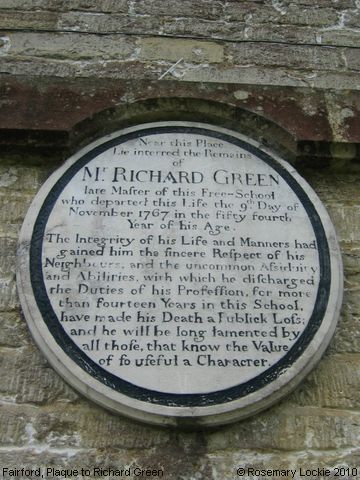 Near this Place
Lie interred the Remains
of
Mr. RICHARD GREEN
late Maſter of this Free-School
who departed this Life the 9th Day of
November 1767 in the fifty fourth
Year of his Age.
The Integrity of his Life and Manners had
gained him the ſincere Reſpect of his
Neighbours; and the uncommon Aſsiduity
and Abilities, with which he diſcharged
the Duties of his Profeſſion, for more
than fourteen Years in this School,
have made his Death a Publick Loſs;
and he will be long lamented by
all thoſe, that know the Value
of ſo uſeful a Character.
Fairford, Plaque to Richard Green
©Rosemary Lockie 2010